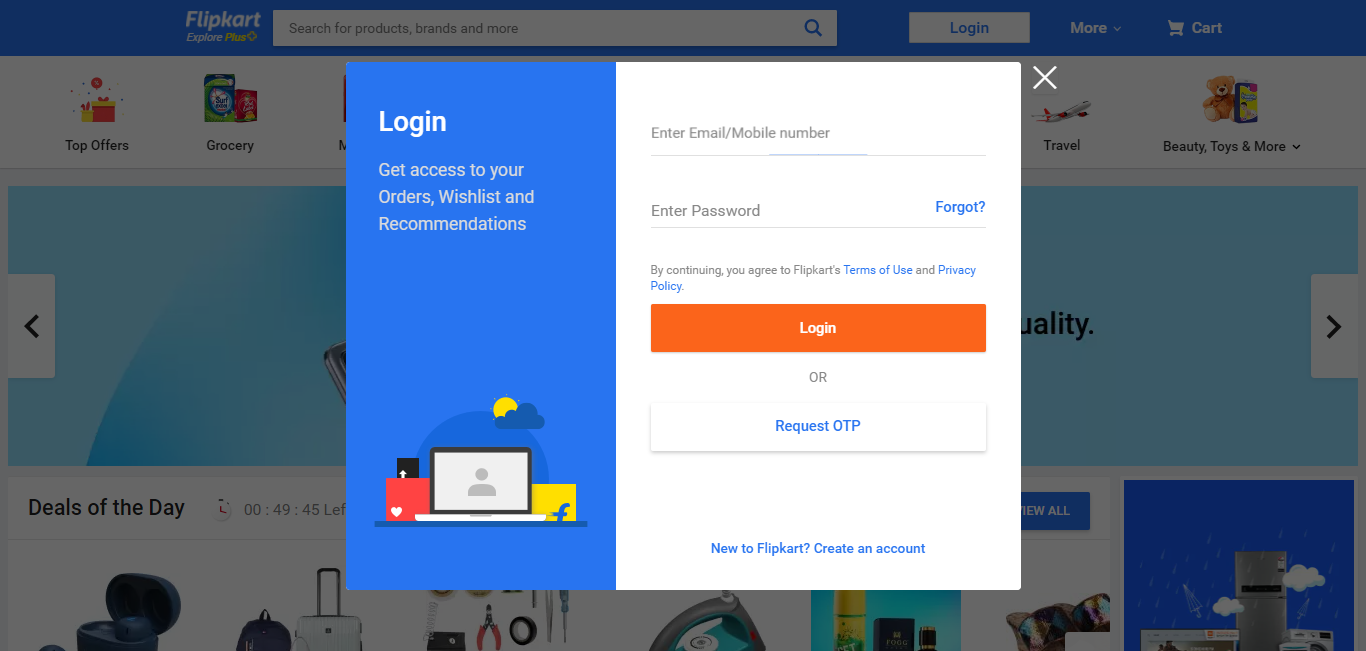 Flipkart
Explore Plus
Search for products, brands and more
Login
More
Cart
Top Offers
Grocery
M
Travel
Beauty, Toys & More
Login
Get access to your
Orders, Wishlist and
Recommendations
Enter Email/Mobile number
Enter Password
Forgot?
By continuing, you agree to Flipkart's Terms of Use and Privacy
Policy.
Login
OR
Request OTP
New to Flipkart? Create an account
uality.
Deals of the Day
00 : 49 : 45 Lef
IEW ALL
FOGG